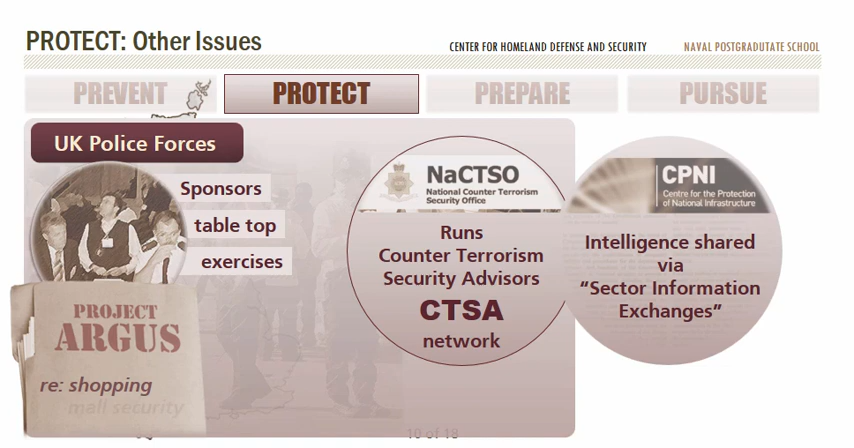 PROTECT: Other Issues
CENTER FOR HOMELAND DEFENSE AND SECURITY
NAVAL POSTGRADUTATE SCHOOL
PREVENT
PROTECT
PREPARE
PURSUE
UK Police Forces
Sponsors
table top
exercises
PROJECT
ARGUS
re: shopping
mall security
NaCTSO
National Counter Terrorism
Security Office
Runs
Counter Terrorism
Security Advisors
CTSA
network
CPNI
Centre for the Protection
of National Infrastructure
Intelligence shared
via
“Sector Information
Exchanges”
10 of 18